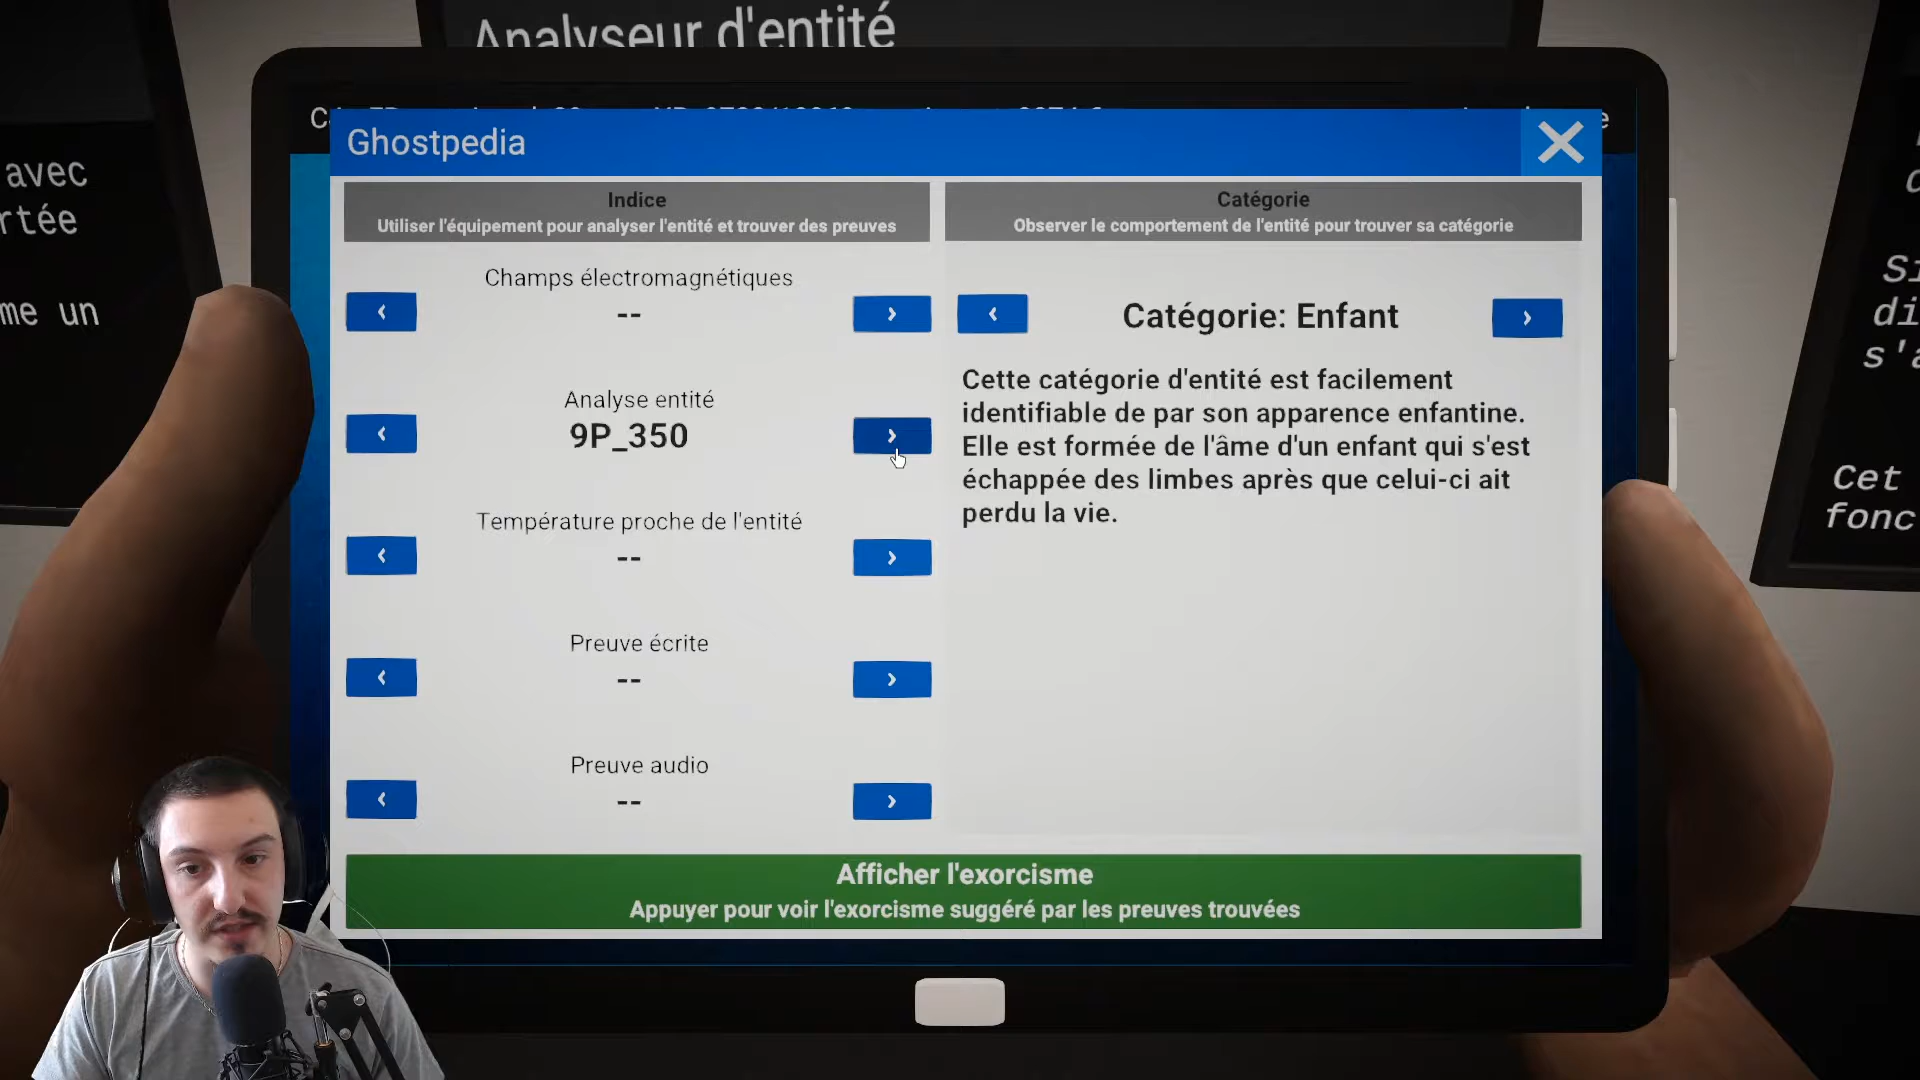 Analyseur d'entité
avec
rtée
me un
Ghostpedia
Indice
Utiliser l'équipement pour analyser l'entité et trouver des preuves
Champs électromagnétiques
--
Analyse entité
9P_350
Température proche de l'entité
--
Preuve écrite
--
Preuve audio
--
Catégorie
Observer le comportement de l'entité pour trouver sa catégorie
Catégorie: Enfant
Cette catégorie d'entité est facilement
identifiable de par son apparence enfantine.
Elle est formée de l'âme d'un enfant qui s'est
échappée des limbes après que celui-ci ait
perdu la vie.
Afficher l'exorcisme
Appuyer pour voir l'exorcisme suggéré par les preuves trouvées
Si
di
s'a
Cet
fonc